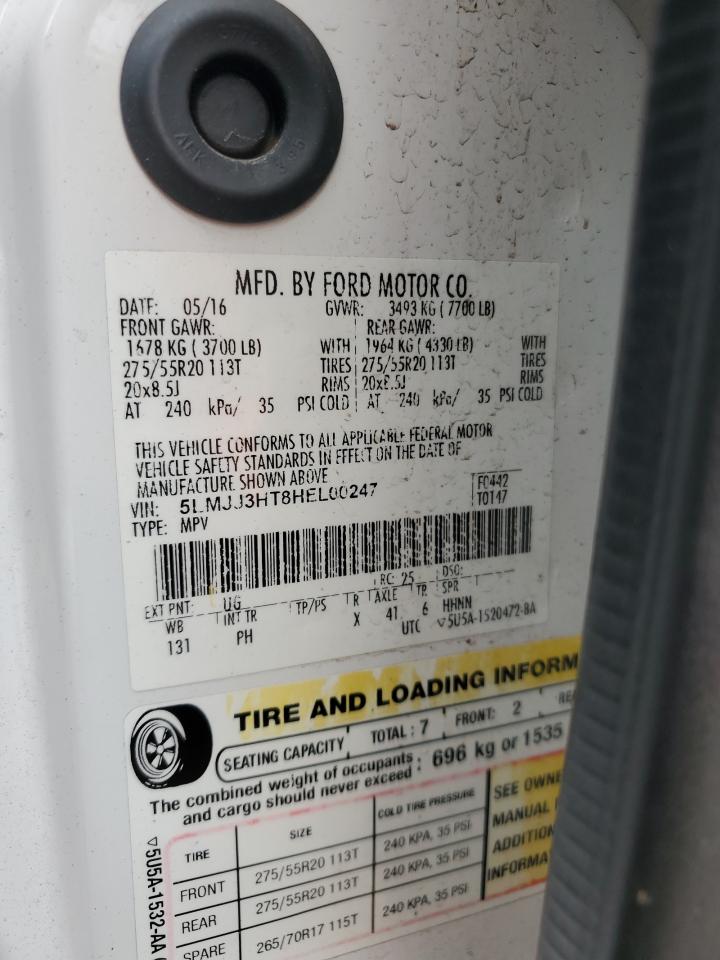 MFD. BY FORD MOTOR CO.
DATE: 05/16 GVWR: 3493 KG ( 7700 LB)
FRONT GAWR: REAR GAWR:
1678 KG ( 3700 LB) WITH 1964 KG ( 4330 LB) WITH
275/55R20 113T TIRES 275/55R20 113T TIRES
20x8.5J RIMS 20x8.5J RIMS
AT 240 kPa/ 35 PSI COLD AT 240 kPa/ 35 PSI COLD
THIS VEHICLE CONFORMS TO ALL APPLICABLE FEDERAL MOTOR
VEHICLE SAFETY STANDARDS IN EFFECT ON THE DATE OF
MANUFACTURE SHOWN ABOVE
VIN: 5LMJJ3HT8HEL00247 F0442
TYPE: MPV T0147
EXT PNT: UG RC: 25 DSO:
WB INT TR TP/PS R AXLE TR SPR
131 PH X 41 6 HHNN
UTC ▽5U5A-1520472-BA
TIRE AND LOADING INFORM
SEATING CAPACITY TOTAL : 7 FRONT: 2 RE
The combined weight of occupants
and cargo should never exceed : 696 kg or 1535
TIRE SIZE COLD TIRE PRESSURE
FRONT 275/55R20 113T 240 KPA, 35 PSI
REAR 275/55R20 113T 240 KPA, 35 PSI
SPARE 265/70R17 115T 240 KPA, 35 PSI
SEE OWNE
MANUAL
ADDITION
INFORMA
▽5U5A-1532-AA